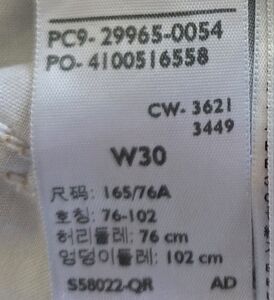 PC9-29965-0054
PO-4100516558
CW-3621
3449
W30
尺码: 165/76A
호칭: 76-102
허리둘레: 76 cm
엉덩이둘레: 102 cm
S58022-QR AD